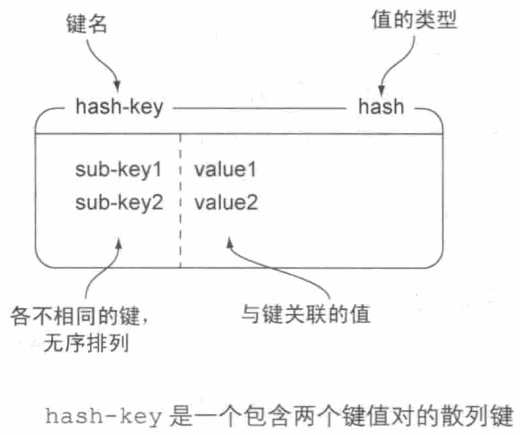 键名
值的类型
hash-key
hash
sub-key1 value1
sub-key2 value2
各不相同的键，
无序排列
与键关联的值
hash-key 是一个包含两个键值对的散列键